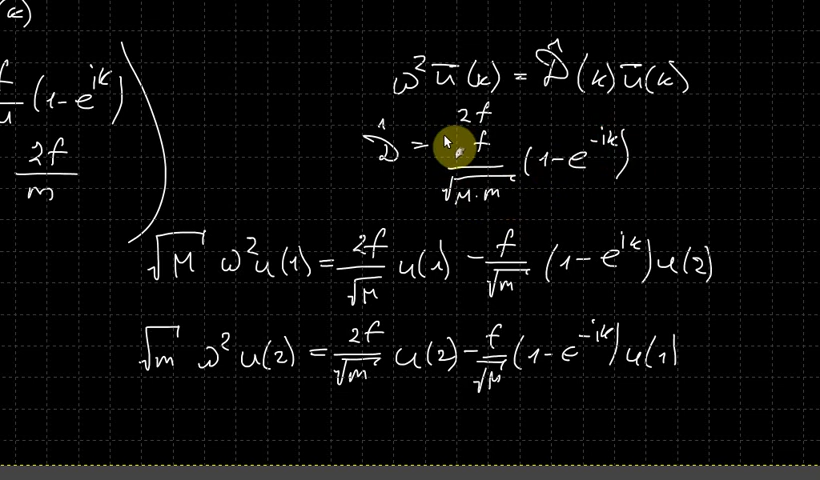 (k)
f/μ (1-e^{ik})
2f/m
ω² ū(k) = D̂(k) ū(k)
2f
D̂ = f/√(M·m) (1-e^{-ik})
√M ω² u(1) = 2f/√M u(1) - f/√m (1-e^{ik}) u(2)
√m ω² u(2) = 2f/√m u(2) - f/√M (1-e^{-ik}) u(1)